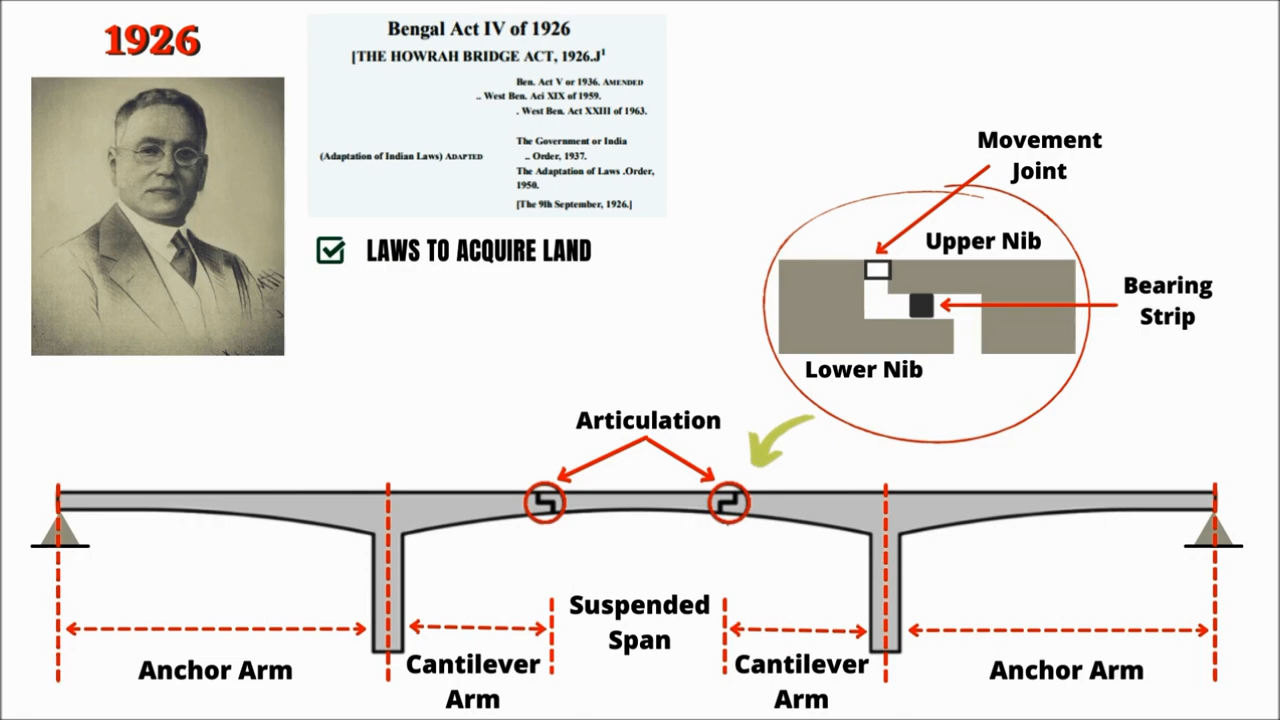 1926
Bengal Act IV of 1926
[THE HOWRAH BRIDGE ACT, 1926.J¹
Ben. Act V or 1936. AMENDED
.. West Ben. Aci XIX of 1959.
. West Ben. Act XXIII of 1963.
The Government or India
(Adaptation of Indian Laws) ADAPTED .. Order, 1937.
The Adaptation of Laws .Order,
1950.
[The 9lh September, 1926.]
LAWS TO ACQUIRE LAND
Movement
Joint
Upper Nib
Bearing
Strip
Lower Nib
Articulation
Suspended
Span
Anchor Arm
Cantilever
Arm
Cantilever
Arm
Anchor Arm